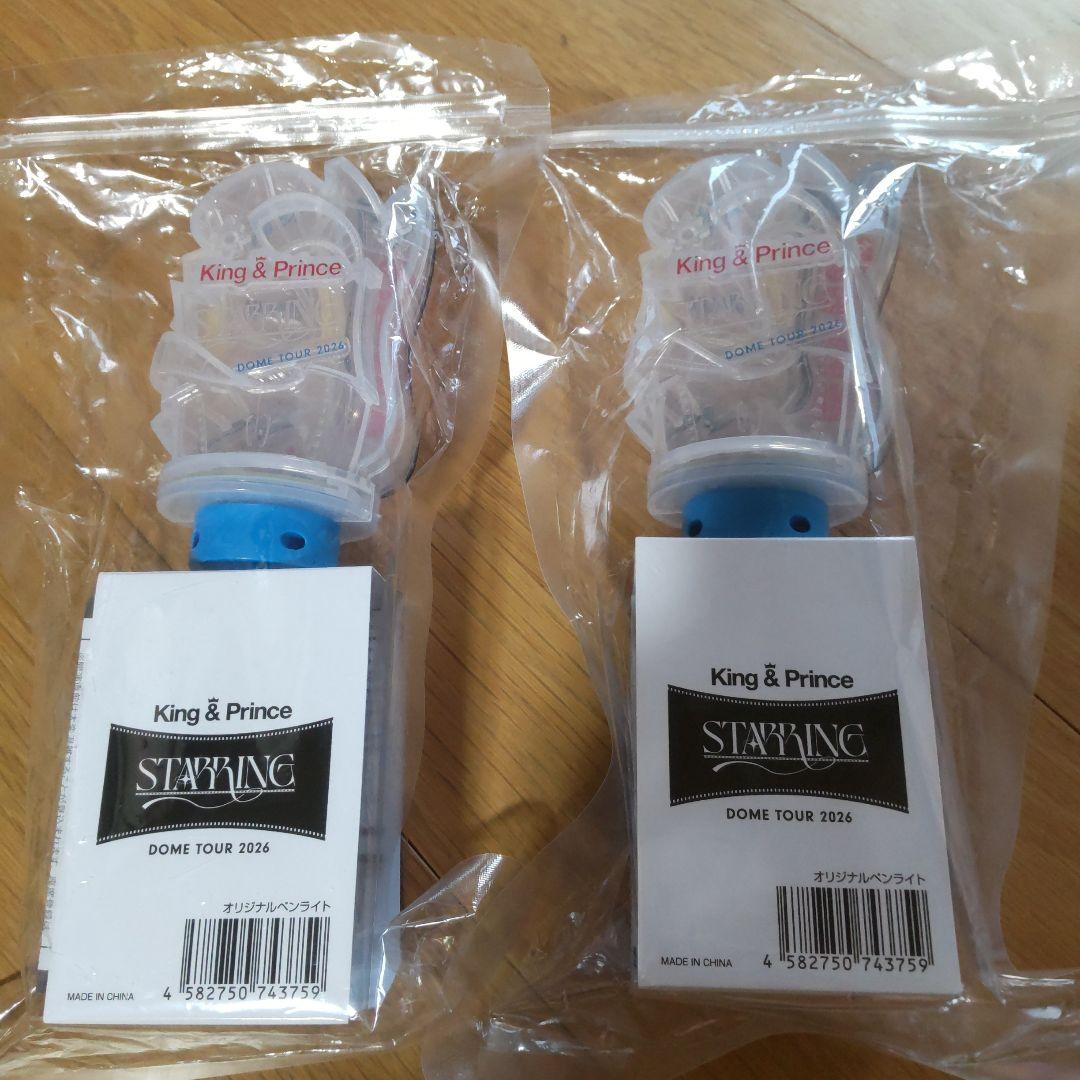 King & Prince
STARRING
DOME TOUR 2026
King & Prince
STARRING
DOME TOUR 2026
オリジナルペンライト
MADE IN CHINA
4 582750 743759
King & Prince
STARRING
DOME TOUR 2026
King & Prince
STARRING
DOME TOUR 2026
オリジナルペンライト
MADE IN CHINA
4 582750 743759